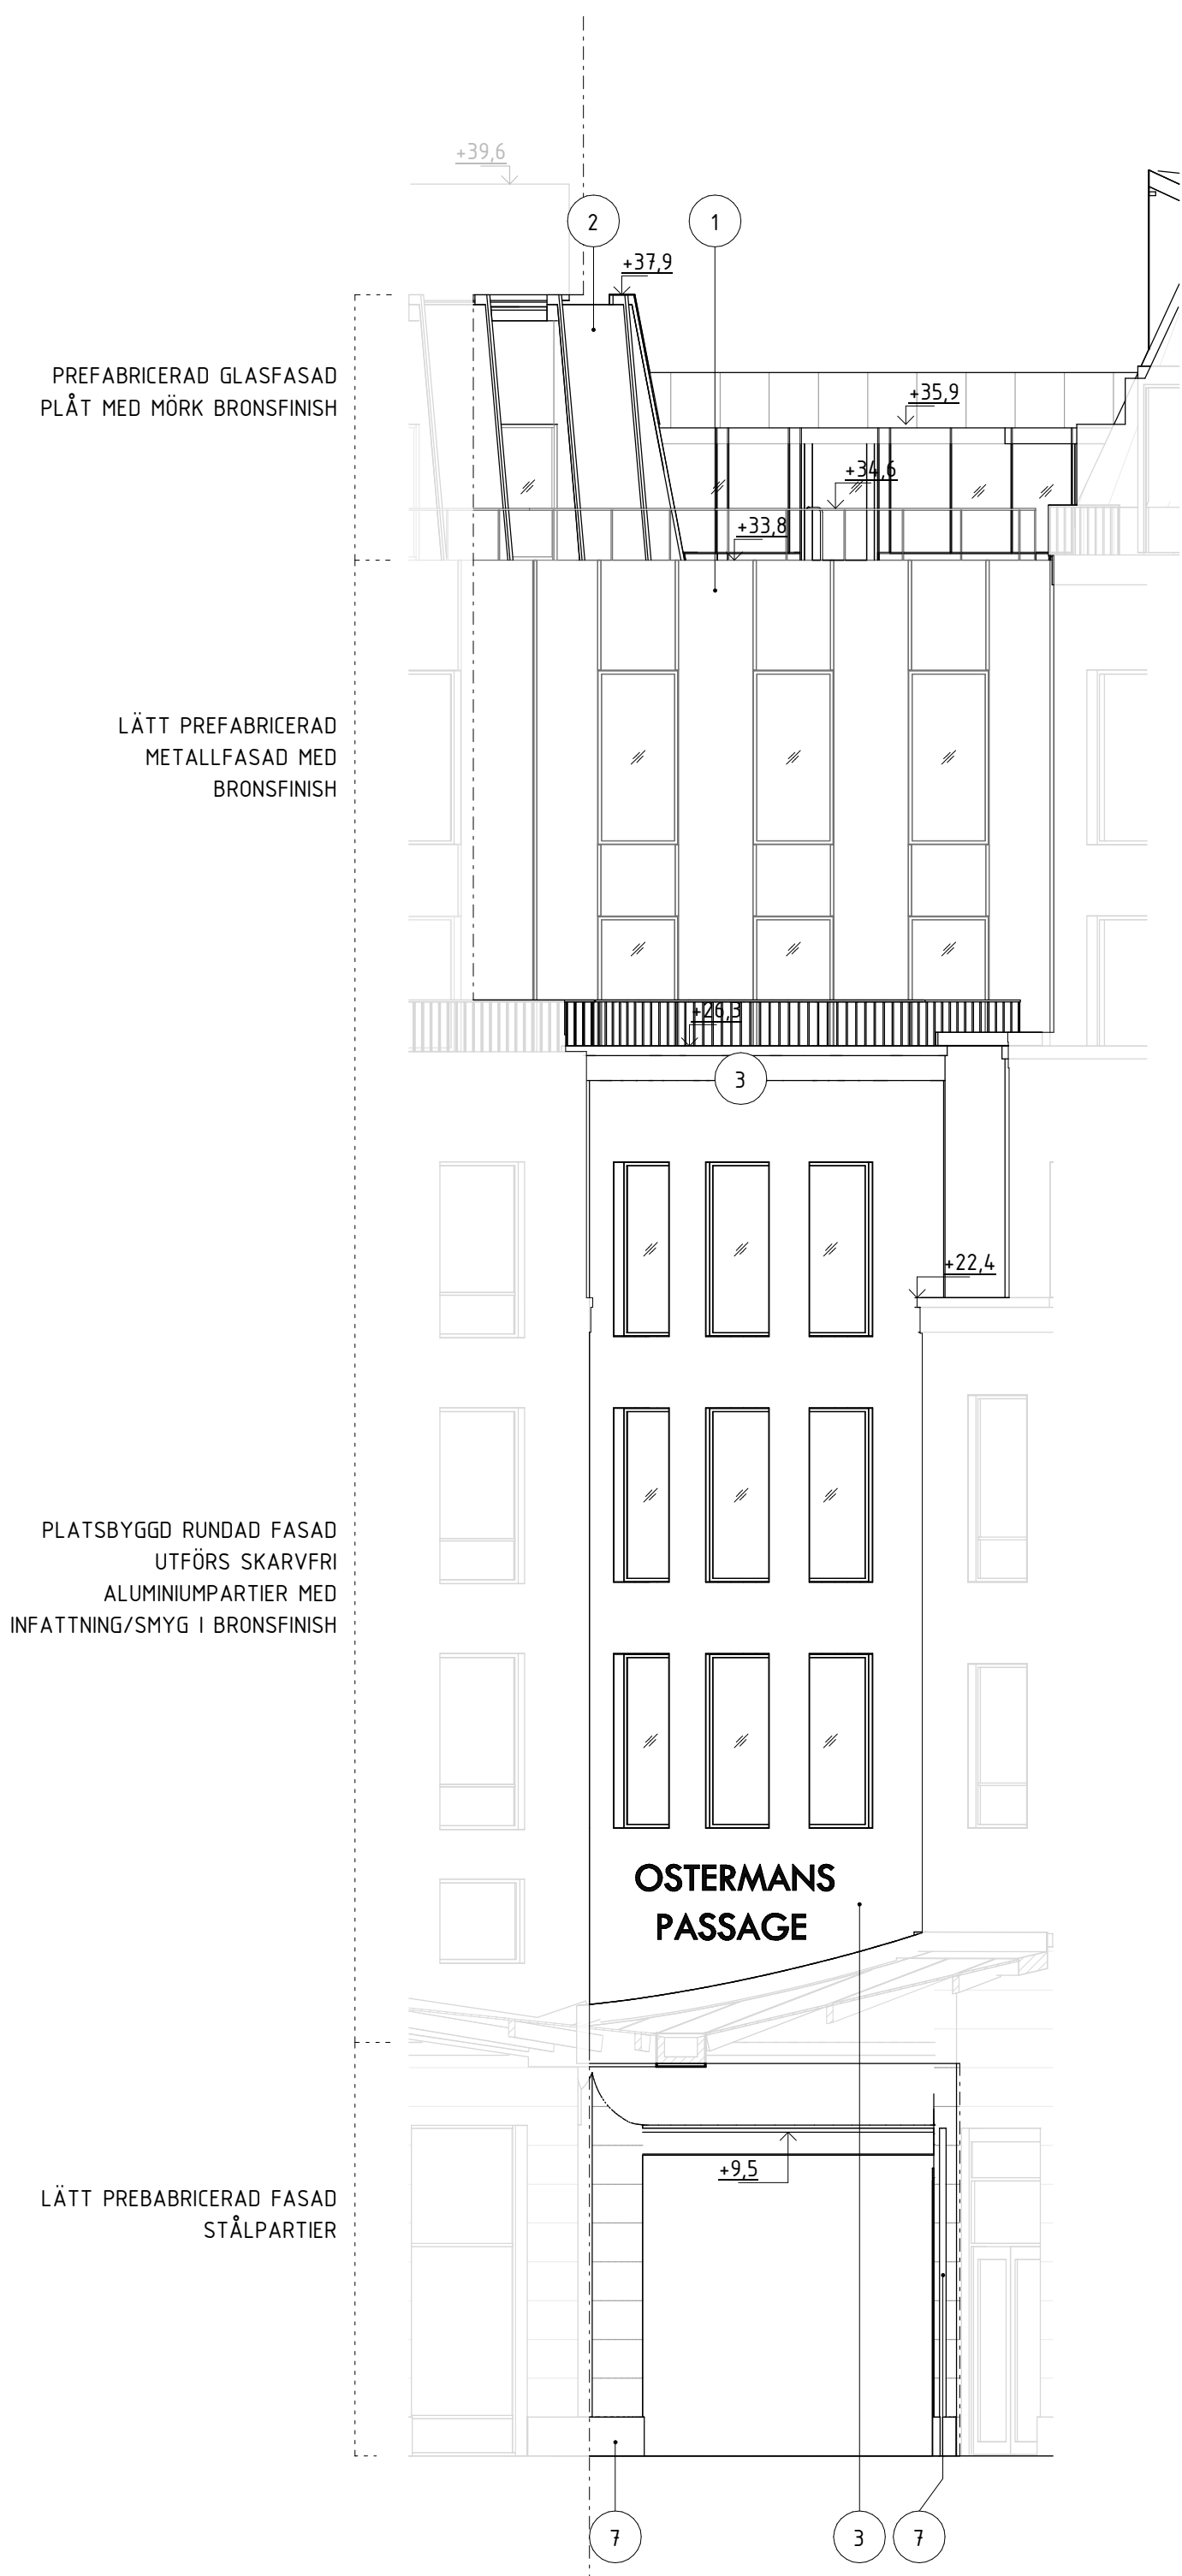 +39,6
2
1
+37,9
PREFABRICERAD GLASFASAD
PLÅT MED MÖRK BRONSFINISH
+35,9
+34,6
+33,8
LÄTT PREFABRICERAD
METALLFASAD MED
BRONSFINISH
+26,3
3
+22,4
PLATSBYGGD RUNDAD FASAD
UTFÖRS SKARVFRI
ALUMINIUMPARTIER MED
INFATTNING/SMYG I BRONSFINISH
OSTERMANS
PASSAGE
+9,5
LÄTT PREBABRICERAD FASAD
STÅLPARTIER
7
3
7